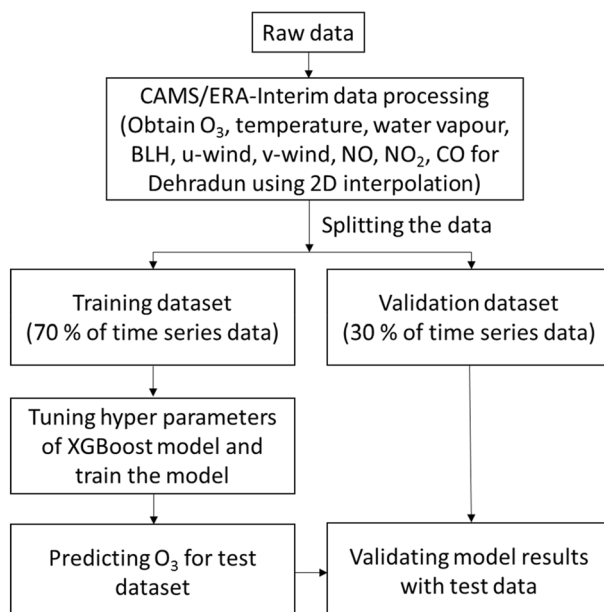 Raw data
CAMS/ERA-Interim data processing
(Obtain O₃, temperature, water vapour,
BLH, u-wind, v-wind, NO, NO₂, CO for
Dehradun using 2D interpolation)
Splitting the data
Training dataset
(70 % of time series data)
Validation dataset
(30 % of time series data)
Tuning hyper parameters
of XGBoost model and
train the model
Predicting O₃ for test
dataset
Validating model results
with test data